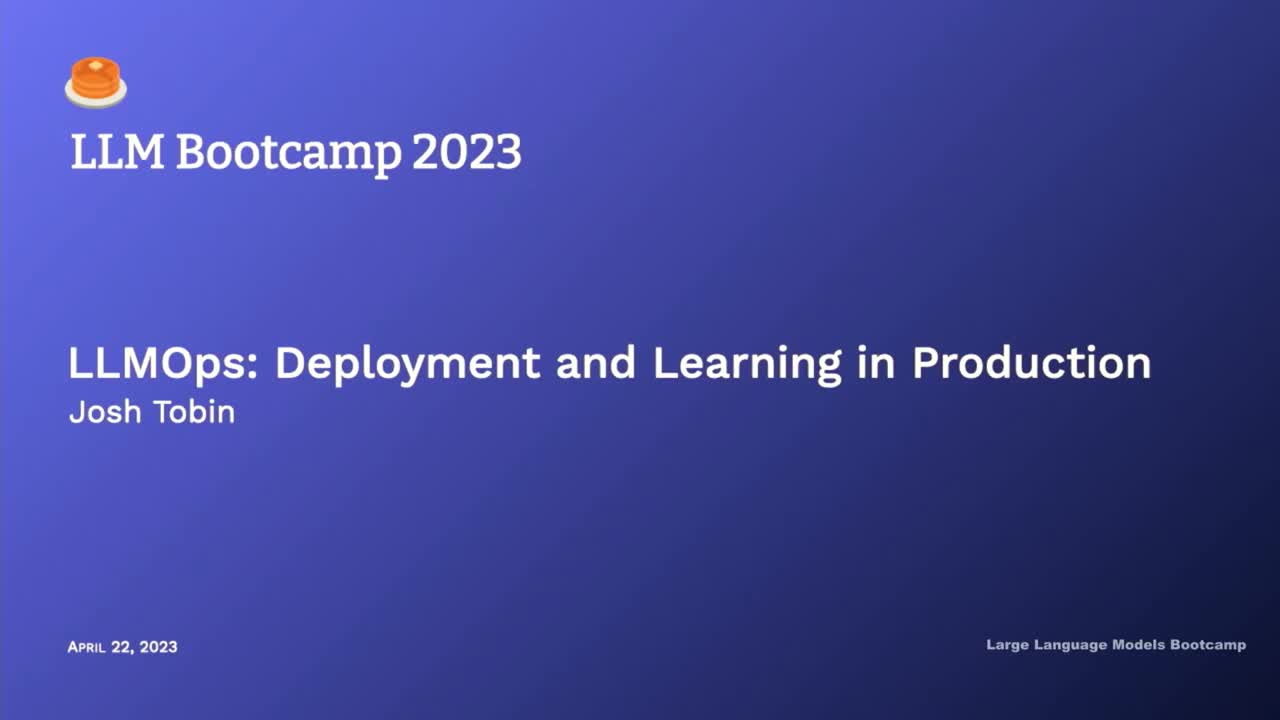 LLM Bootcamp 2023
LLMOps: Deployment and Learning in Production
Josh Tobin
April 22, 2023
Large Language Models Bootcamp